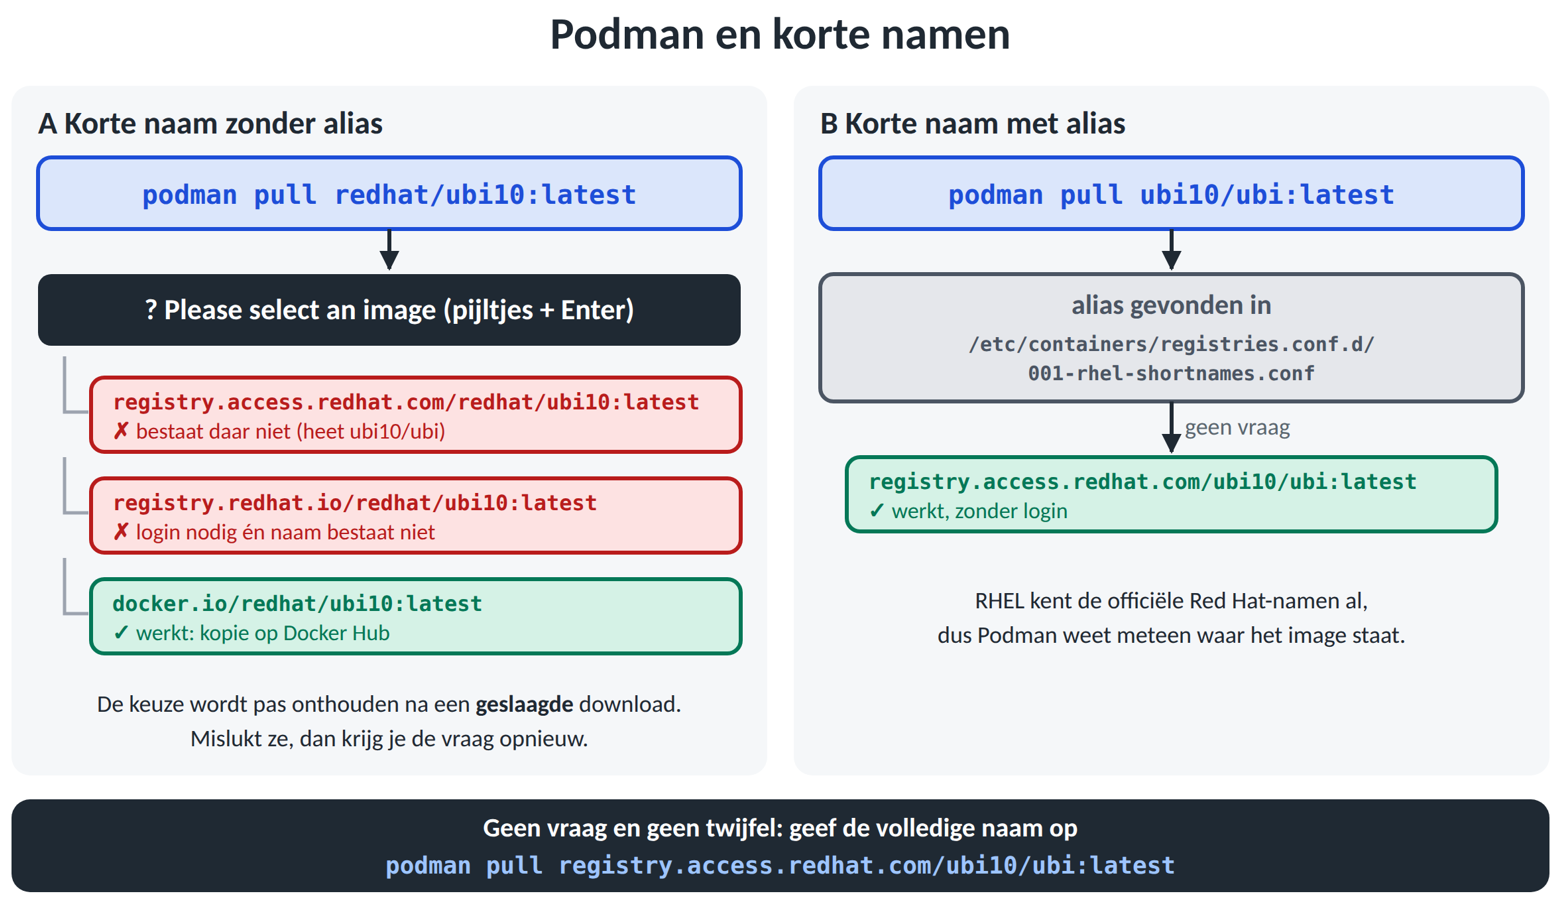 Podman en korte namen
A Korte naam zonder alias
podman pull redhat/ubi10:latest
? Please select an image (pijltjes + Enter)
registry.access.redhat.com/redhat/ubi10:latest
✗ bestaat daar niet (heet ubi10/ubi)
registry.redhat.io/redhat/ubi10:latest
✗ login nodig én naam bestaat niet
docker.io/redhat/ubi10:latest
✓ werkt: kopie op Docker Hub
De keuze wordt pas onthouden na een geslaagde download.
Mislukt ze, dan krijg je de vraag opnieuw.
B Korte naam met alias
podman pull ubi10/ubi:latest
alias gevonden in
/etc/containers/registries.conf.d/
001-rhel-shortnames.conf
geen vraag
registry.access.redhat.com/ubi10/ubi:latest
✓ werkt, zonder login
RHEL kent de officiële Red Hat-namen al,
dus Podman weet meteen waar het image staat.
Geen vraag en geen twijfel: geef de volledige naam op
podman pull registry.access.redhat.com/ubi10/ubi:latest